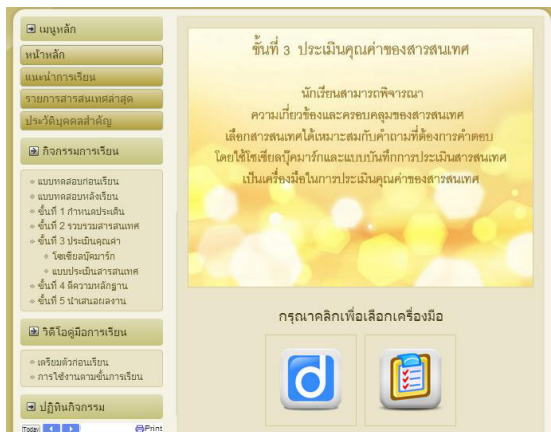 เมนูหลัก
หน้าหลัก
แนะนำการเรียน
รายการสารสนเทศล่าสุด
ประวัติบุคคลสำคัญ
กิจกรรมการเรียน
แบบทดสอบก่อนเรียน
แบบทดสอบหลังเรียน
ขั้นที่ 1 กำหนดประเด็น
ขั้นที่ 2 รวบรวมสารสนเทศ
ขั้นที่ 3 ประเมินคุณค่า
โซเชียลบุ๊คมาร์ก
แบบประเมินสารสนเทศ
ขั้นที่ 4 ตีความหลักฐาน
ขั้นที่ 5 นำเสนอผลงาน
วิดีโอคู่มือการเรียน
เตรียมตัวก่อนเรียน
การใช้งานตามขั้นการเรียน
ปฏิทินกิจกรรม
Today Print
ขั้นที่ 3 ประเมินคุณค่าของสารสนเทศ
นักเรียนสามารถพิจารณา
ความเกี่ยวข้องและครอบคลุมของสารสนเทศ
เลือกสารสนเทศได้เหมาะสมกับคำถามที่ต้องการคำตอบ
โดยใช้โซเชียลบุ๊คมาร์กและแบบบันทึกการประเมินสารสนเทศ
เป็นเครื่องมือในการประเมินคุณค่าของสารสนเทศ
กรุณาคลิกเพื่อเลือกเครื่องมือ
d